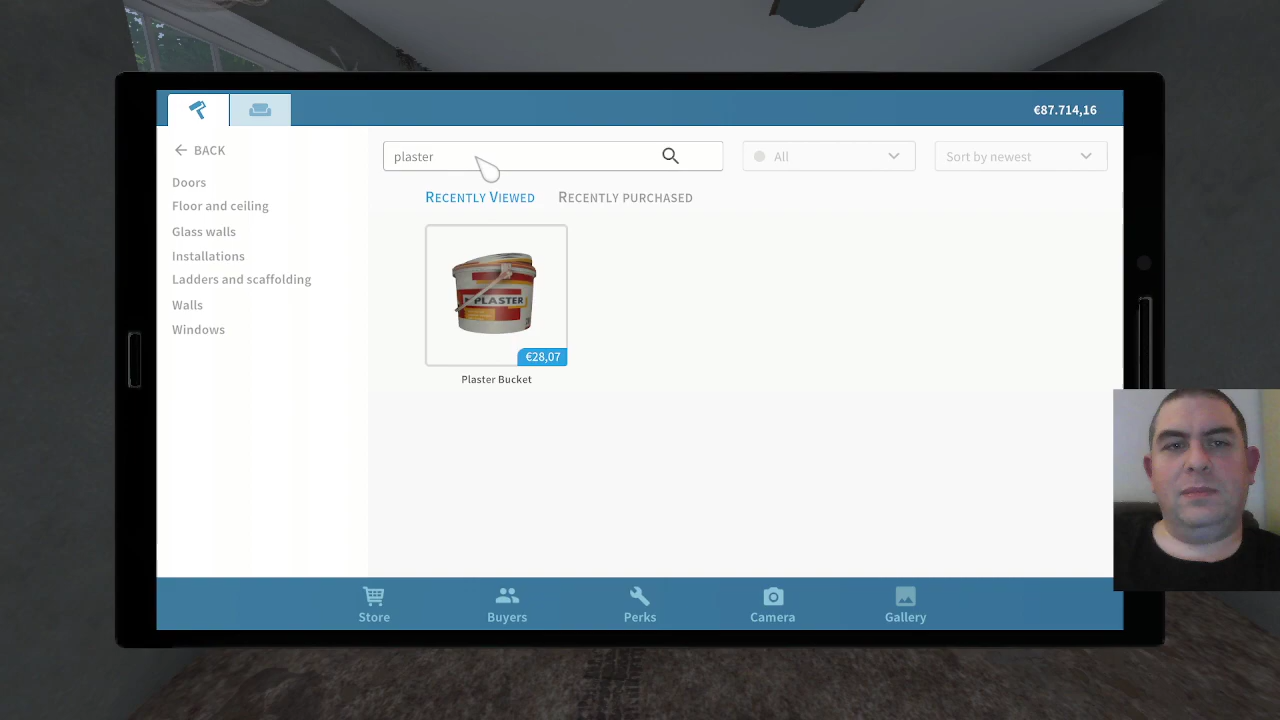 €87.714,16
BACK
plaster
All
Sort by newest
Doors
Floor and ceiling
Glass walls
Installations
Ladders and scaffolding
Walls
Windows
RECENTLY VIEWED
RECENTLY PURCHASED
PLASTER
€28,07
Plaster Bucket
Store
Buyers
Perks
Camera
Gallery